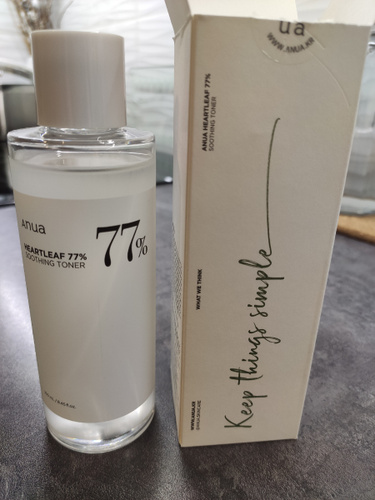 Anua
77%
HEARTLEAF 77%
SOOTHING TONER
ua
WWW.ANUA.KR
ANUA HEARTLEAF 77%
SOOTHING TONER
Keep things simple
WHAT WE THINK
WWW.ANUA.KR